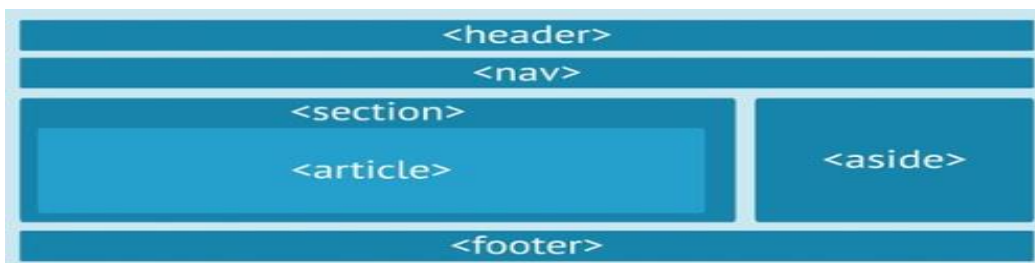 <header>
<nav>
<section>
<article>
<aside>
<footer>